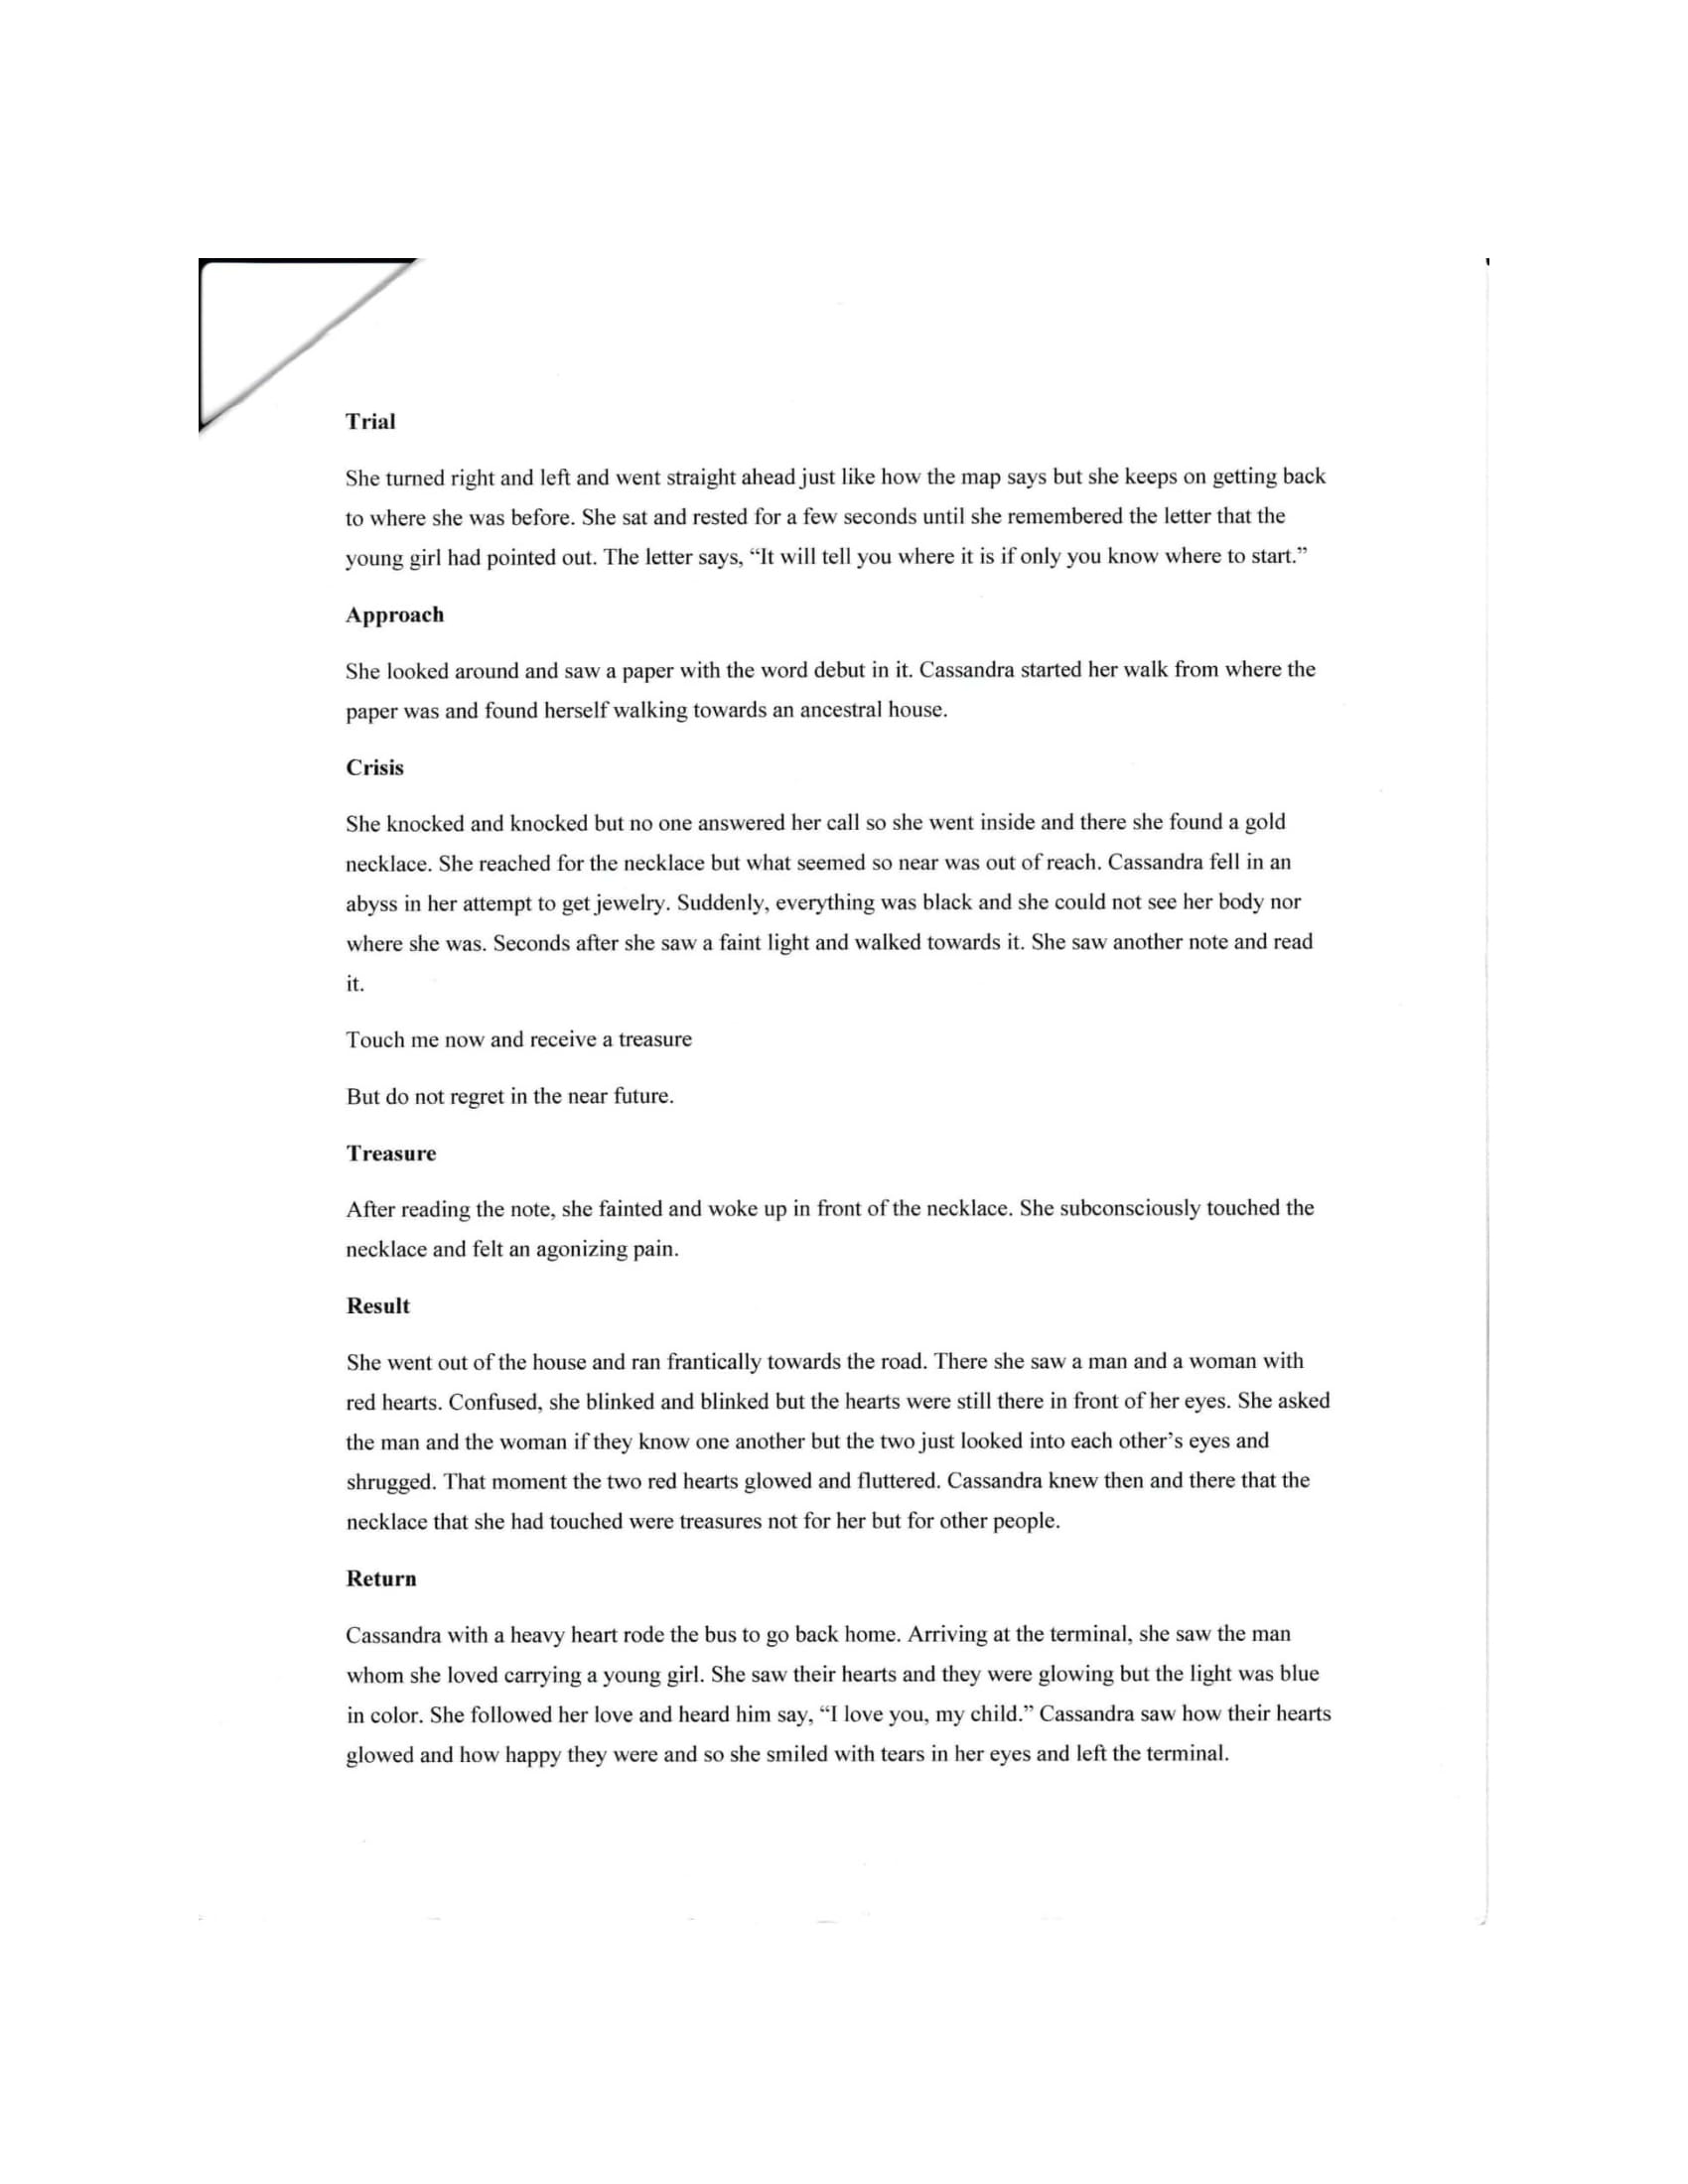 Trial
She turned right and left and went straight ahead just like how the map says but she keeps on getting back
to where she was before. She sat and rested for a few seconds until she remembered the letter that the
young girl had pointed out. The letter says, “It will tell you where it is if only you know where to start.”
Approach
She looked around and saw a paper with the word debut in it. Cassandra started her walk from where the
paper was and found herself walking towards an ancestral house.
Crisis
She knocked and knocked but no one answered her call so she went inside and there she found a gold
necklace. She reached for the necklace but what seemed so near was out of reach. Cassandra fell in an
abyss in her attempt to get jewelry. Suddenly, everything was black and she could not see her body nor
where she was. Seconds after she saw a faint light and walked towards it. She saw another note and read
it.
Touch me now and receive a treasure
But do not regret in the near future.
Treasure
After reading the note, she fainted and woke up in front of the necklace. She subconsciously touched the
necklace and felt an agonizing pain.
Result
She went out of the house and ran frantically towards the road. There she saw a man and a woman with
red hearts. Confused, she blinked and blinked but the hearts were still there in front of her eyes. She asked
the man and the woman if they know one another but the two just looked into each other’s eyes and
shrugged. That moment the two red hearts glowed and fluttered. Cassandra knew then and there that the
necklace that she had touched were treasures not for her but for other people.
Return
Cassandra with a heavy heart rode the bus to go back home. Arriving at the terminal, she saw the man
whom she loved carrying a young girl. She saw their hearts and they were glowing but the light was blue
in color. She followed her love and heard him say, “I love you, my child.” Cassandra saw how their hearts
glowed and how happy they were and so she smiled with tears in her eyes and left the terminal.